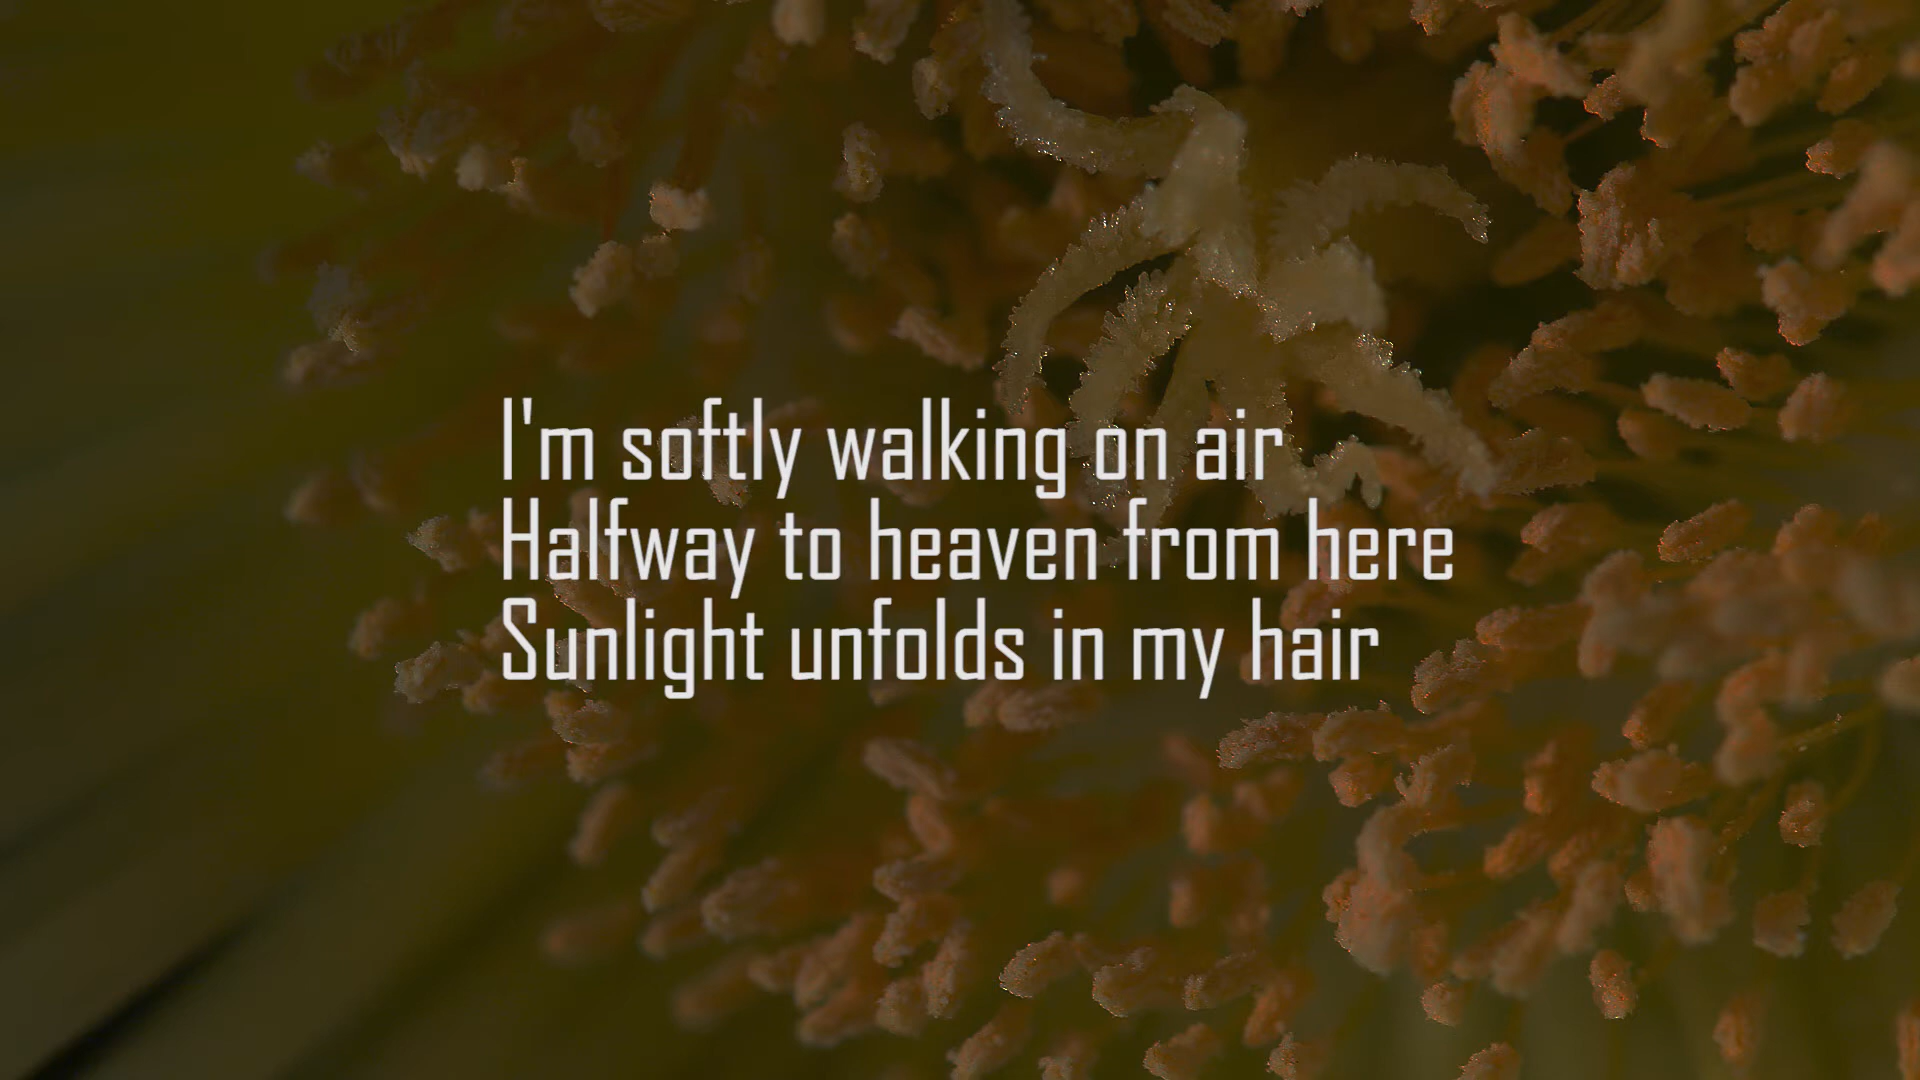 I'm softly walking on air
Halfway to heaven from here
Sunlight unfolds in my hair